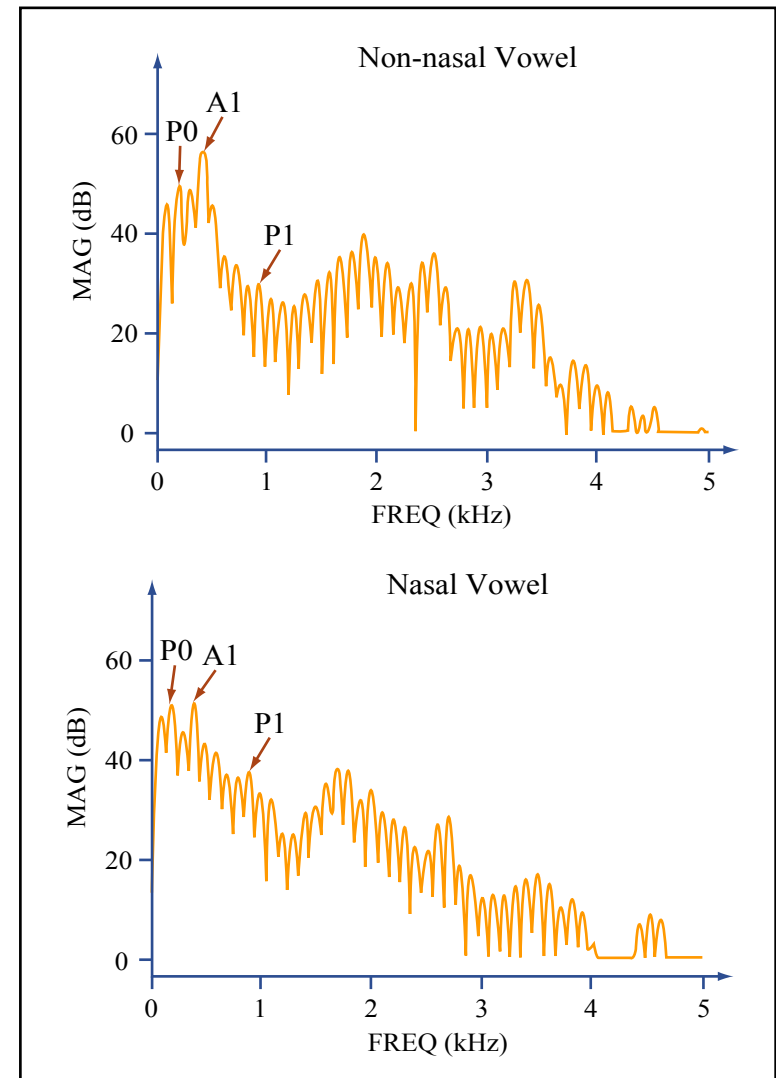 Non-nasal Vowel
A1
P0
60
P1
MAG (dB)
40
20
0
0 1 2 3 4 5
FREQ (kHz)
Nasal Vowel
P0 A1
60
P1
MAG (dB)
40
20
0
0 1 2 3 4 5
FREQ (kHz)